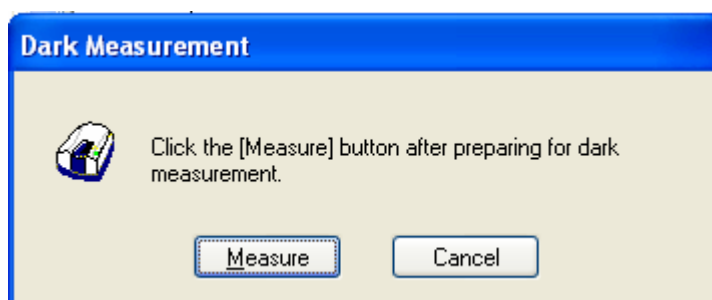 Dark Measurement
Click the [Measure] button after preparing for dark
measurement.
Measure
Cancel